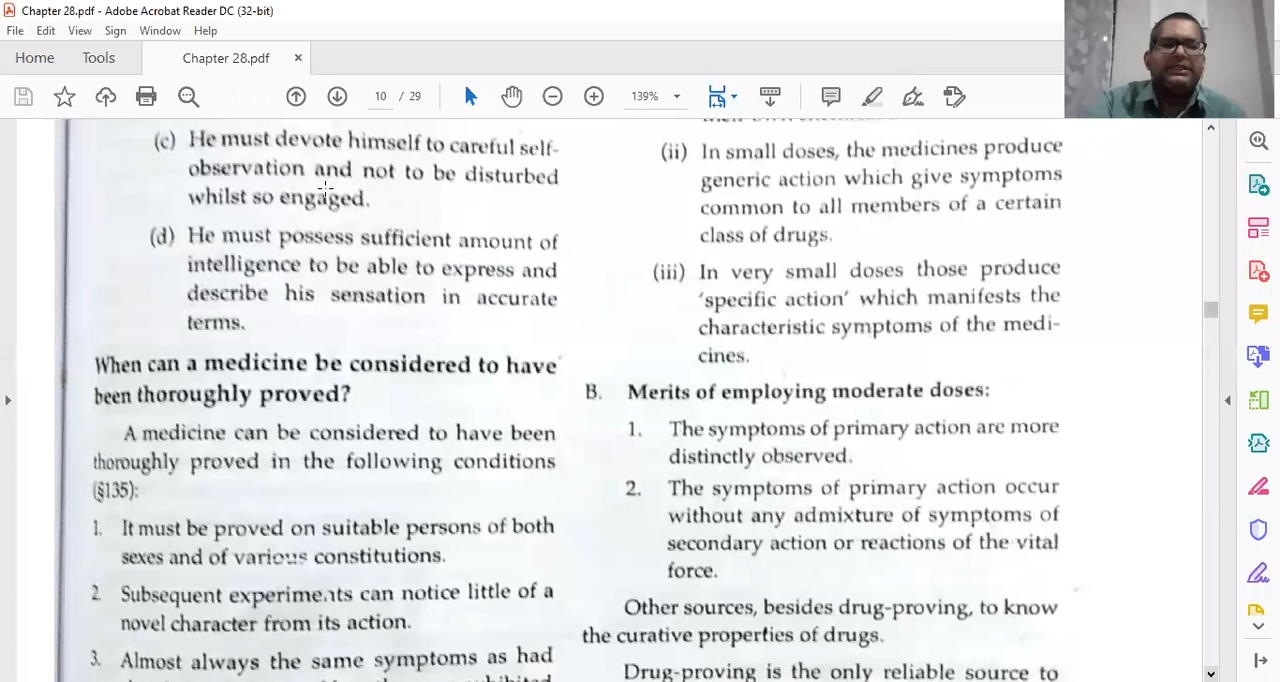 Chapter 28.pdf - Adobe Acrobat Reader DC (32-bit)
File Edit View Sign Window Help
Home Tools Chapter 28.pdf ×
10 / 29 139%
(c) He must devote himself to careful self-
observation and not to be disturbed
whilst so engaged.
(d) He must possess sufficient amount of
intelligence to be able to express and
describe his sensation in accurate
terms.
When can a medicine be considered to have
been thoroughly proved?
A medicine can be considered to have been
thoroughly proved in the following conditions
(§135):
1. It must be proved on suitable persons of both
sexes and of various constitutions.
2. Subsequent experiments can notice little of a
novel character from its action.
3. Almost always the same symptoms as had
(ii) In small doses, the medicines produce
generic action which give symptoms
common to all members of a certain
class of drugs.
(iii) In very small doses those produce
'specific action' which manifests the
characteristic symptoms of the medi-
cines.
B. Merits of employing moderate doses:
1. The symptoms of primary action are more
distinctly observed.
2. The symptoms of primary action occur
without any admixture of symptoms of
secondary action or reactions of the vital
force.
Other sources, besides drug-proving, to know
the curative properties of drugs.
Drug-proving is the only reliable source to